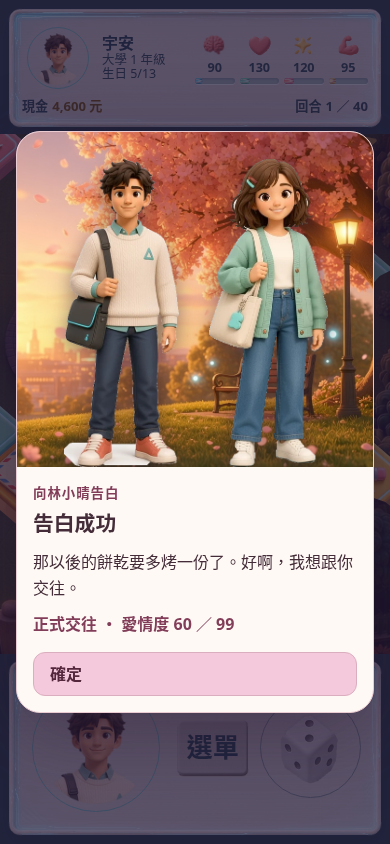 宇安
大學 1 年級
生日 5/13
90 130 120 95
現金 4,600 元
回合 1 ／ 40
向林小晴告白
告白成功
那以後的餅乾要多烤一份了。好啊，我想跟你
交往。
正式交往 · 愛情度 60 ／ 99
確定
選單